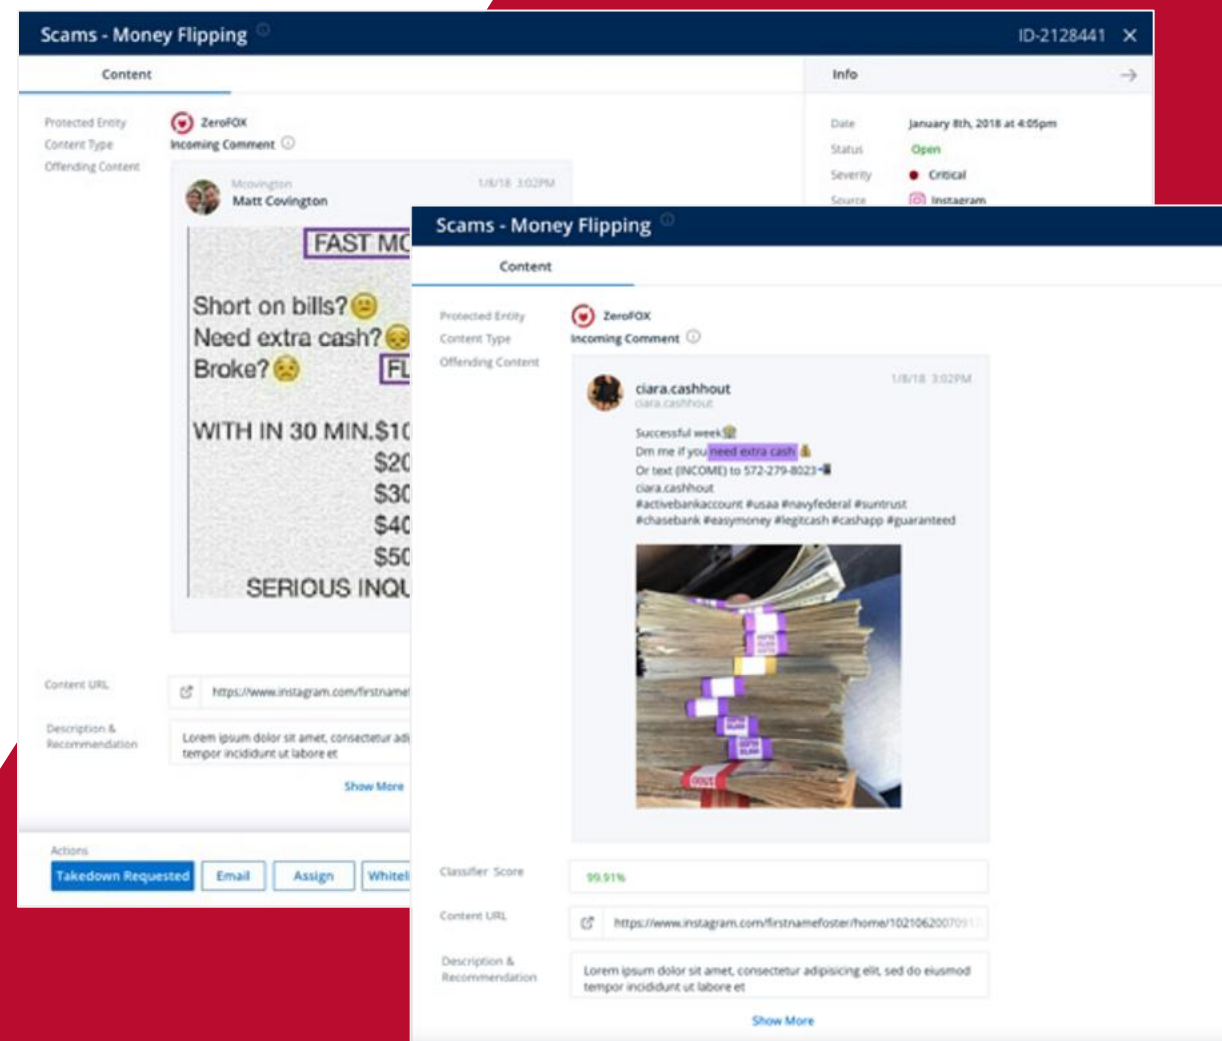 Scams - Money Flipping
ID-2128441
Content
Info
Protected Entity ZeroFOX
Content Type Incoming Comment
Offending Content
Mcovington
Matt Covington
1/8/18 3:02PM
FAST MO
Short on bills?😐
Need extra cash?😔
Broke?😟 FL
WITH IN 30 MIN.$10
$20
$30
$40
$50
SERIOUS INQU
Content URL https://www.instagram.com/firstnamef
Description &
Recommendation
Lorem ipsum dolor sit amet, consectetur adi
tempor incididunt ut labore et
Show More
Actions
Takedown Requested Email Assign Whiteli
Date January 8th, 2018 at 4:05pm
Status Open
Severity Critical
Source Instagram
Scams - Money Flipping
Content
Protected Entity ZeroFOX
Content Type Incoming Comment
Offending Content
ciara.cashhout
ciara.cashhout
1/8/18 3:02PM
Successful week🏦
Dm me if you need extra cash 💰
Or text (INCOME) to 572-279-8023📲
ciara.cashhout
#activebankaccount #usaa #navyfederal #suntrust
#chasebank #easymoney #legitcash #cashapp #guaranteed
Classifier Score 99.91%
Content URL https://www.instagram.com/firstnamefoster/home/1021062007091
Description &
Recommendation
Lorem ipsum dolor sit amet, consectetur adipisicing elit, sed do eiusmod
tempor incididunt ut labore et
Show More